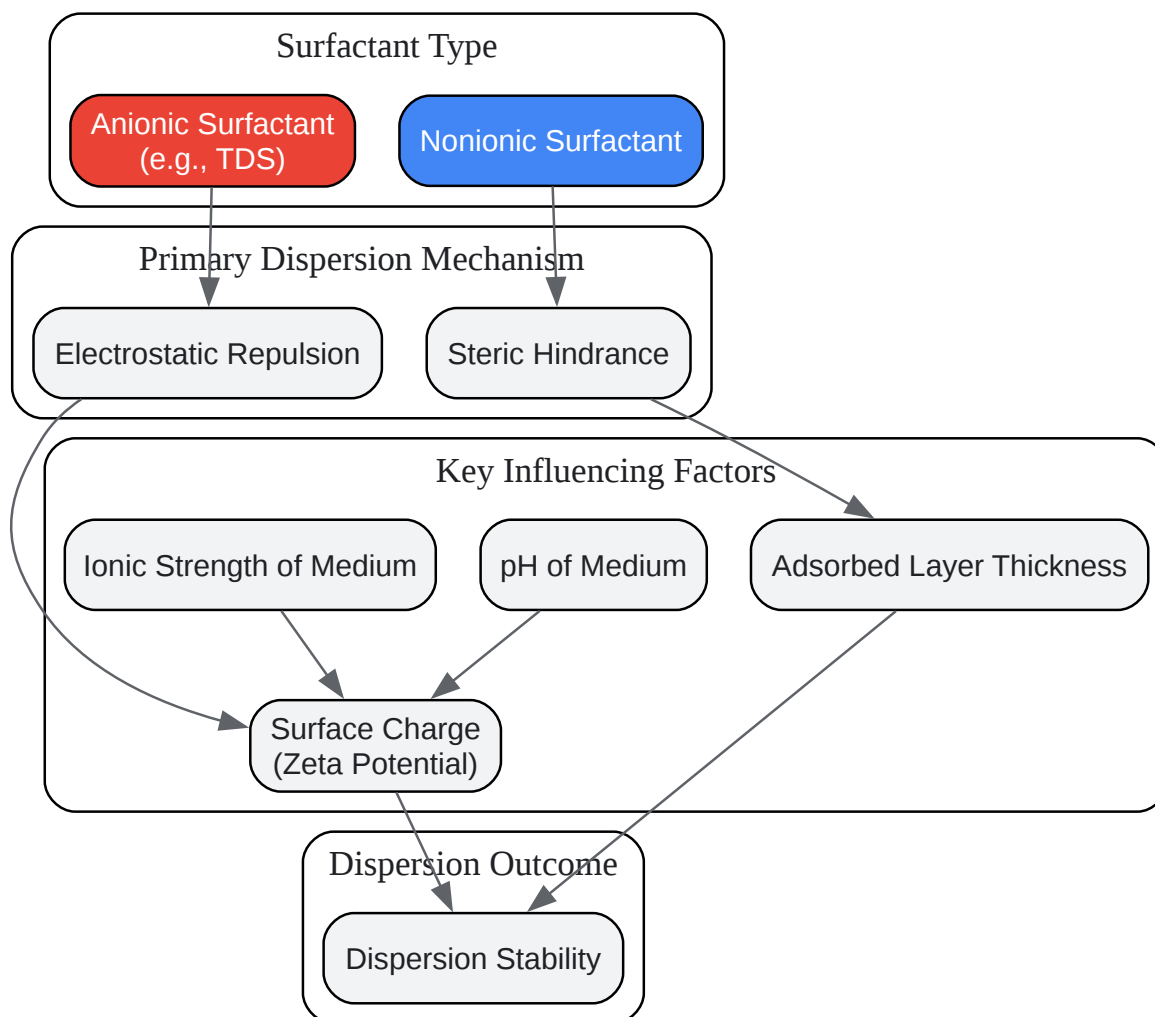 Surfactant Type
Anionic Surfactant
(e.g., TDS)
Nonionic Surfactant
Primary Dispersion Mechanism
Electrostatic Repulsion
Steric Hindrance
Key Influencing Factors
Ionic Strength of Medium
pH of Medium
Adsorbed Layer Thickness
Surface Charge
(Zeta Potential)
Dispersion Outcome
Dispersion Stability